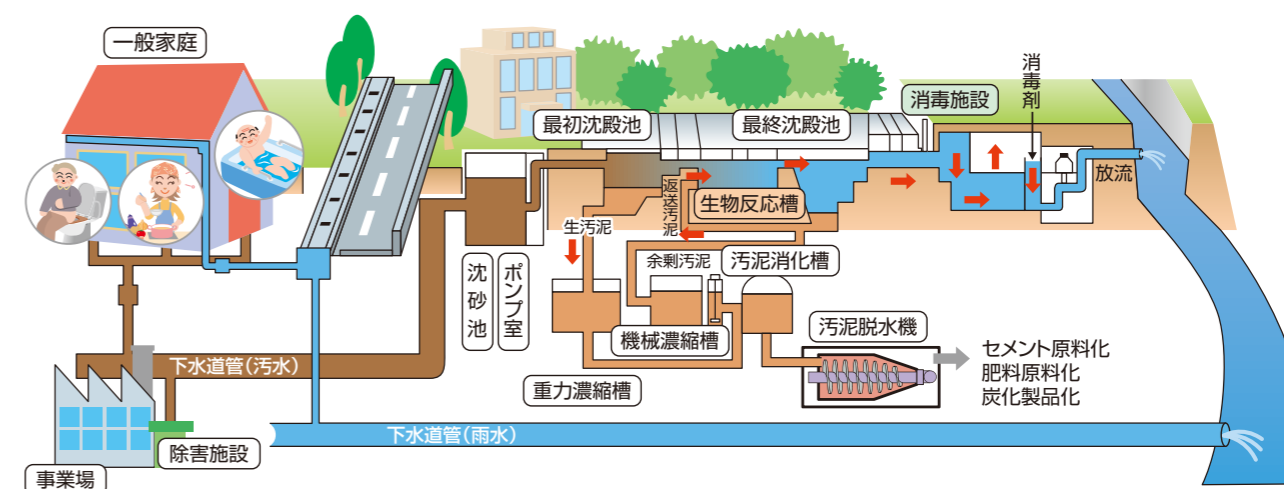 一般家庭
消毒剤
消毒施設
最初沈殿池
最終沈殿池
放流
返送汚泥
生物反応槽
生汚泥
余剰汚泥
汚泥消化槽
沈砂池
ポンプ室
機械濃縮槽
汚泥脱水機
セメント原料化
肥料原料化
炭化製品化
下水道管(汚水)
重力濃縮槽
下水道管(雨水)
除害施設
事業場